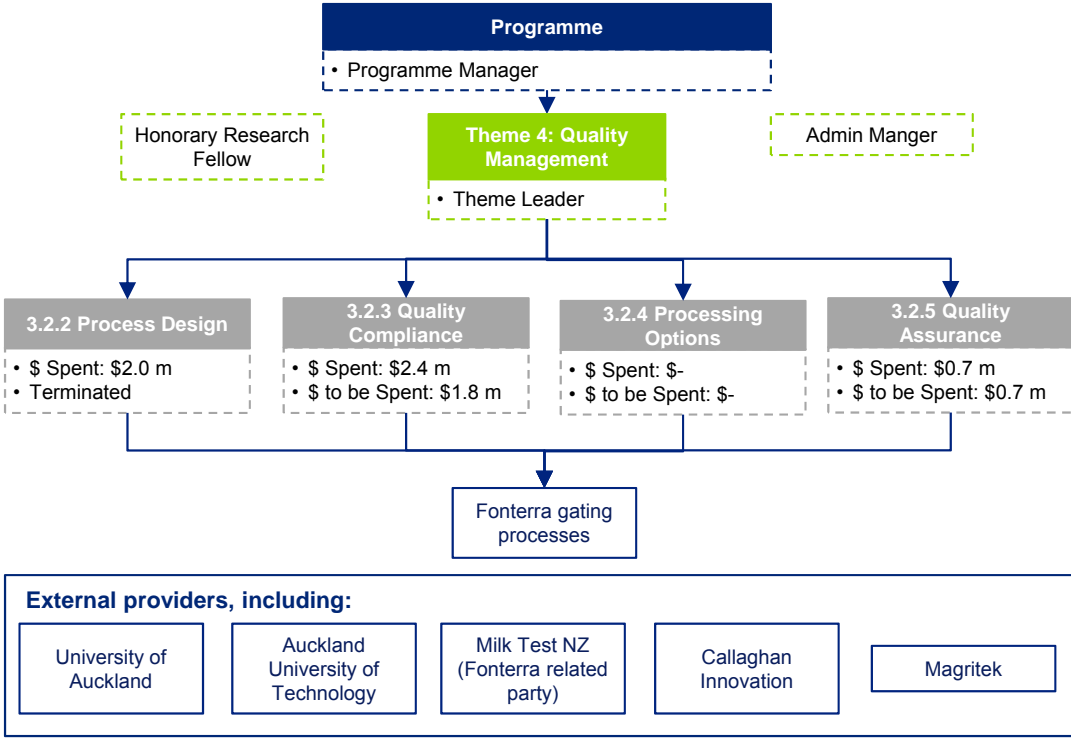 Programme
• Programme Manager
Honorary Research
Fellow
Theme 4: Quality
Management
• Theme Leader
Admin Manger
3.2.2 Process Design
• $ Spent: $2.0 m
• Terminated
3.2.3 Quality
Compliance
• $ Spent: $2.4 m
• $ to be Spent: $1.8 m
3.2.4 Processing
Options
• $ Spent: $-
• $ to be Spent: $-
3.2.5 Quality
Assurance
• $ Spent: $0.7 m
• $ to be Spent: $0.7 m
Fonterra gating
processes
External providers, including:
University of
Auckland
Auckland
University of
Technology
Milk Test NZ
(Fonterra related
party)
Callaghan
Innovation
Magritek